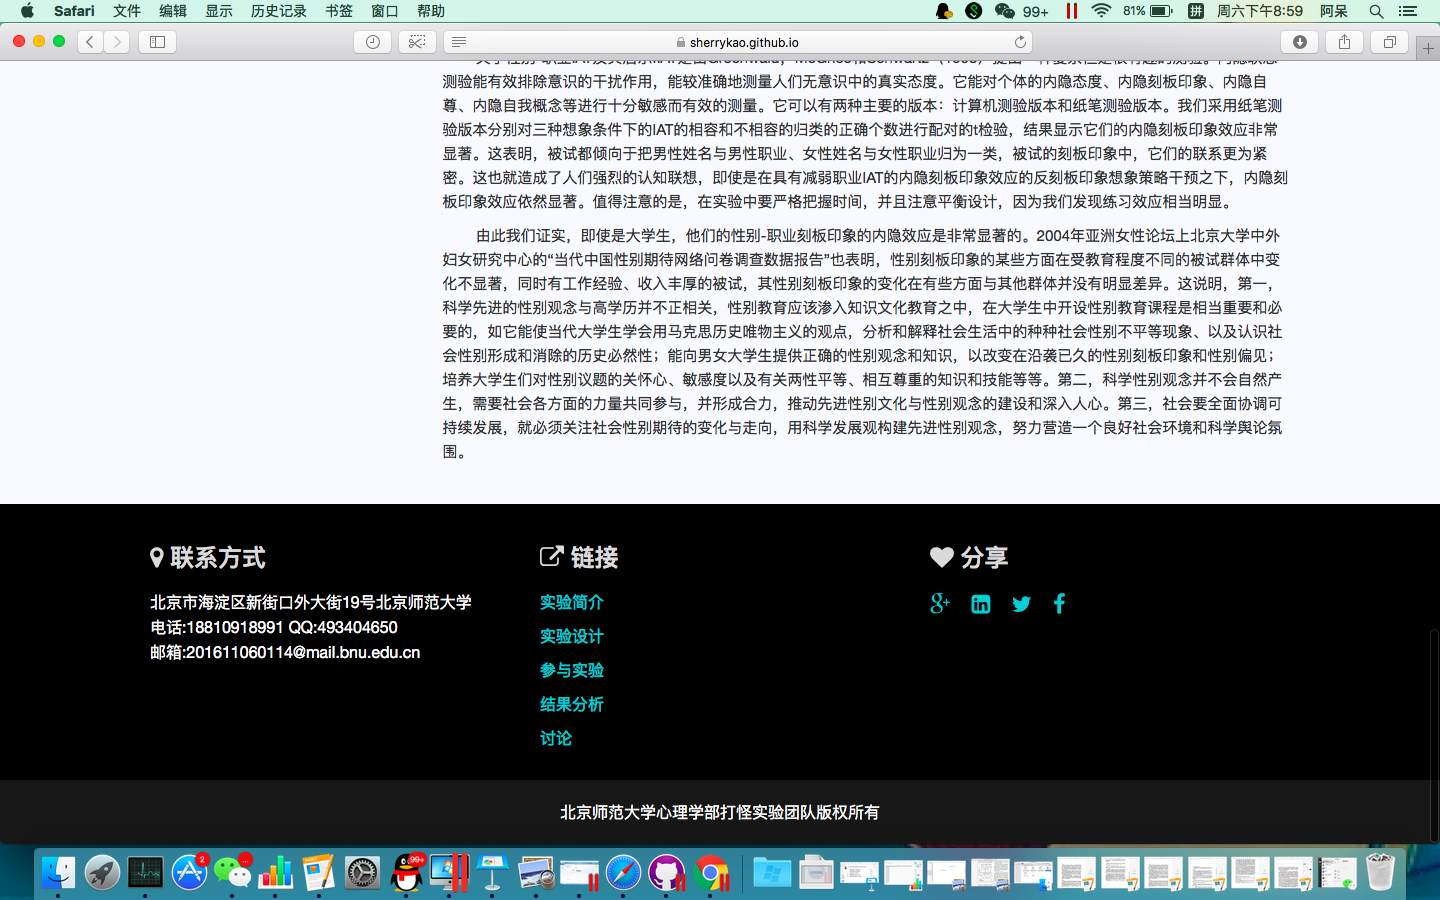 Safari 文件 编辑 显示 历史记录 书签 窗口 帮助 99+ 81% 拼 周六下午8:59 阿呆
sherrykao.github.io
测验能有效排除意识的干扰作用，能较准确地测量人们无意识中的真实态度。它能对个体的内隐态度、内隐刻板印象、内隐自
尊、内隐自我概念等进行十分敏感而有效的测量。它可以有两种主要的版本：计算机测验版本和纸笔测验版本。我们采用纸笔测
验版本分别对三种想象条件下的IAT的相容和不相容的归类的正确个数进行配对的t检验，结果显示它们的内隐刻板印象效应非常
显著。这表明，被试都倾向于把男性姓名与男性职业、女性姓名与女性职业归为一类，被试的刻板印象中，它们的联系更为紧
密。这也就造成了人们强烈的认知联想，即使是在具有减弱职业IAT的内隐刻板印象效应的反刻板印象想象策略干预之下，内隐刻
板印象效应依然显著。值得注意的是，在实验中要严格把握时间，并且注意平衡设计，因为我们发现练习效应相当明显。
由此我们证实，即使是大学生，他们的性别-职业刻板印象的内隐效应是非常显著的。2004年亚洲女性论坛上北京大学中外
妇女研究中心的“当代中国性别期待网络问卷调查数据报告”也表明，性别刻板印象的某些方面在受教育程度不同的被试群体中变
化不显著，同时有工作经验、收入丰厚的被试，其性别刻板印象的变化在有些方面与其他群体并没有明显差异。这说明，第一，
科学先进的性别观念与高学历并不正相关，性别教育应该渗入知识文化教育之中，在大学生中开设性别教育课程是相当重要和必
要的，如它能使当代大学生学会用马克思历史唯物主义的观点，分析和解释社会生活中的种种社会性别不平等现象、以及认识社
会性别形成和消除的历史必然性；能向男女大学生提供正确的性别观念和知识，以改变在沿袭已久的性别刻板印象和性别偏见；
培养大学生们对性别议题的关怀心、敏感度以及有关两性平等、相互尊重的知识和技能等等。第二，科学性别观念并不会自然产
生，需要社会各方面的力量共同参与，并形成合力，推动先进性别文化与性别观念的建设和深入人心。第三，社会要全面协调可
持续发展，就必须关注社会性别期待的变化与走向，用科学发展观构建先进性别观念，努力营造一个良好社会环境和科学舆论氛
围。
联系方式
北京市海淀区新街口外大街19号北京师范大学
电话:18810918991 QQ:493404650
邮箱:201611060114@mail.bnu.edu.cn
链接
实验简介
实验设计
参与实验
结果分析
讨论
分享
北京师范大学心理学部打怪实验团队版权所有
2
...
99+